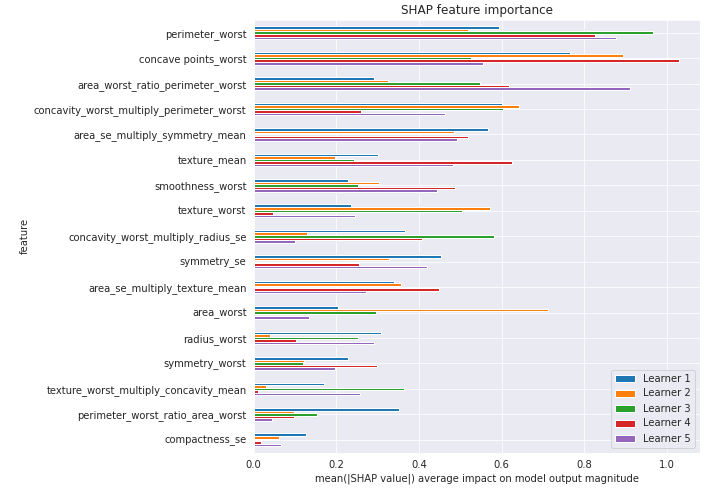 SHAP feature importance
perimeter_worst
concave points_worst
area_worst_ratio_perimeter_worst
concavity_worst_multiply_perimeter_worst
area_se_multiply_symmetry_mean
texture_mean
smoothness_worst
texture_worst
concavity_worst_multiply_radius_se
symmetry_se
area_se_multiply_texture_mean
area_worst
radius_worst
symmetry_worst
texture_worst_multiply_concavity_mean
perimeter_worst_ratio_area_worst
compactness_se
feature
Learner 1
Learner 2
Learner 3
Learner 4
Learner 5
0.0 0.2 0.4 0.6 0.8 1.0
mean(|SHAP value|) average impact on model output magnitude